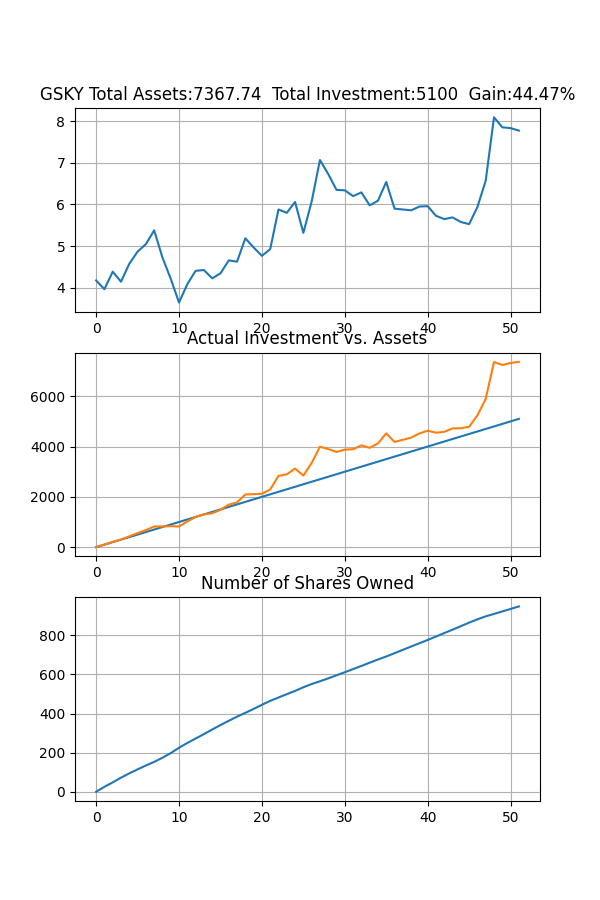 GSKY Total Assets:7367.74  Total Investment:5100  Gain:44.47%
8
7
6
5
4
0 10 20 30 40 50
Actual Investment vs. Assets
6000
4000
2000
0
0 10 20 30 40 50
Number of Shares Owned
800
600
400
200
0
0 10 20 30 40 50